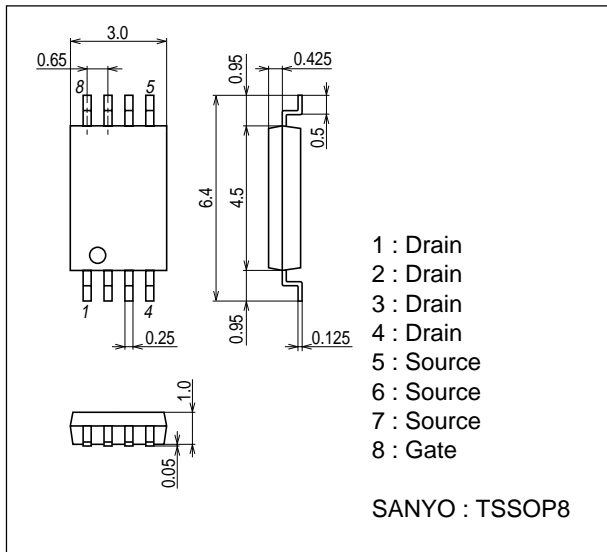 3.0
0.65
8
5
0.95
0.425
0.5
6.4
4.5
1
4
0.25
0.95
0.125
1.0
0.05
1 : Drain
2 : Drain
3 : Drain
4 : Drain
5 : Source
6 : Source
7 : Source
8 : Gate
SANYO : TSSOP8